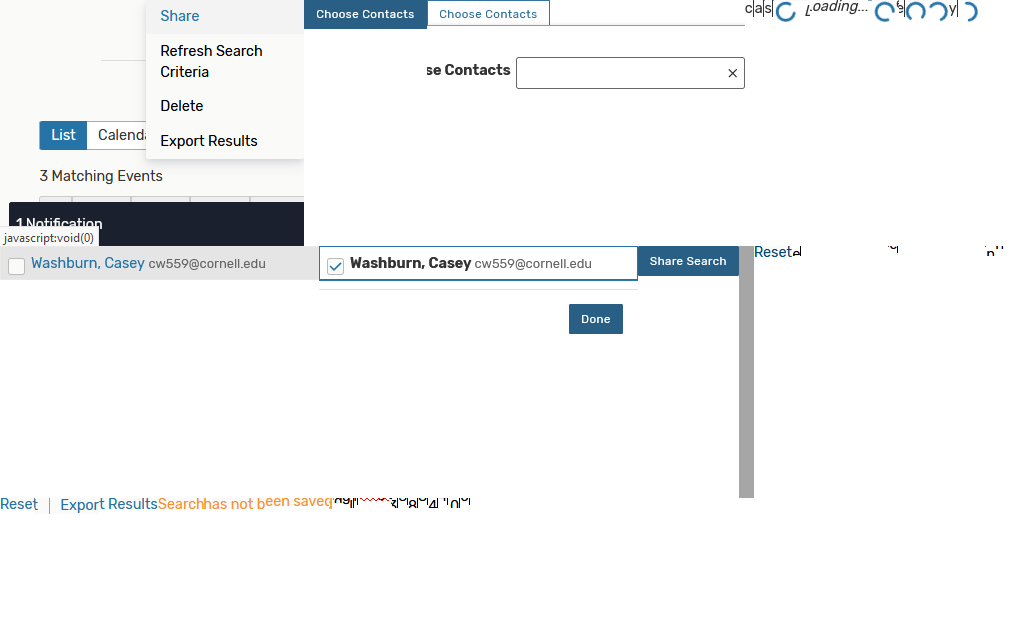 Share
Refresh Search
Criteria
Delete
Export Results
List
3 Matching Events
1 Notification
javascript:void(0)
Choose Contacts
Choose Contacts
se Contacts
cas
Loading...
Washburn, Casey cw559@cornell.edu
Washburn, Casey cw559@cornell.edu
Share Search
Reset
Done
Reset | Export Results
Search has not been saved